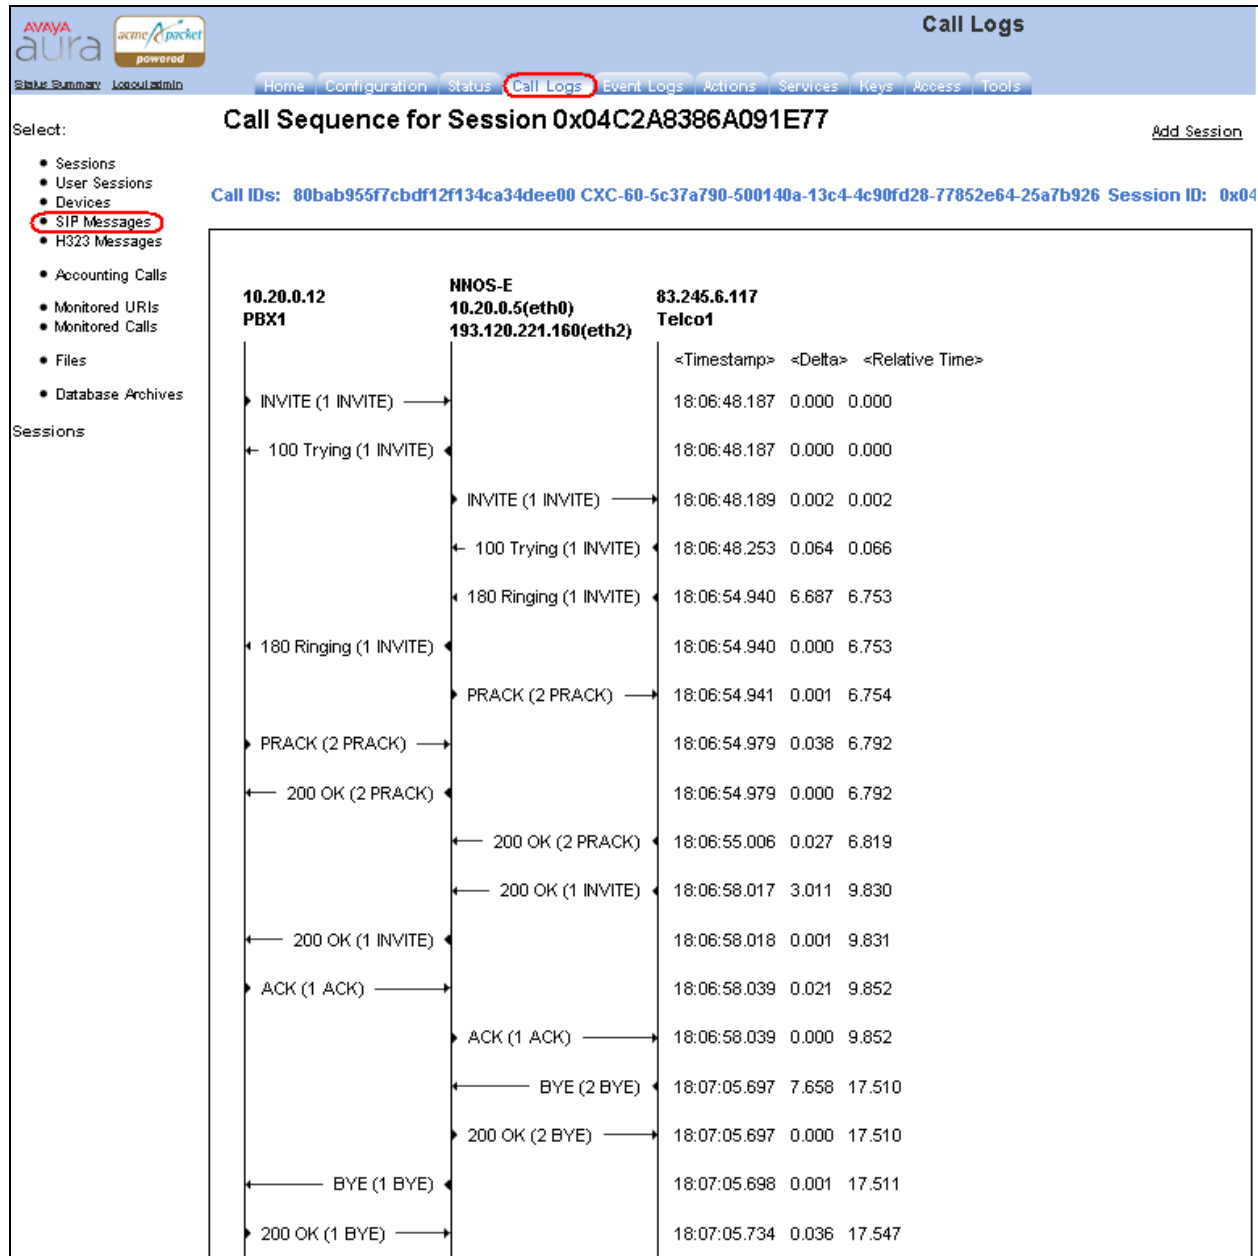 Call Logs
AVAYA
aura
acme packet
powered
Status Summary Logout admin
Home Configuration Status Call Logs Event Logs Actions Services Keys Access Tools
Select:
Sessions
User Sessions
Devices
SIP Messages
H323 Messages
Accounting Calls
Monitored URIs
Monitored Calls
Files
Database Archives
Sessions
Call Sequence for Session 0x04C2A8386A091E77
Add Session
Call IDs: 80bab955f7cbdf12f134ca34dee00 CXC-60-5c37a790-500140a-13c4-4c90fd28-77852e64-25a7b926 Session ID: 0x04
10.20.0.12
PBX1
NNOS-E
10.20.0.5(eth0)
193.120.221.160(eth2)
83.245.6.117
Telco1
<Timestamp> <Delta> <Relative Time>
INVITE (1 INVITE) 18:06:48.187 0.000 0.000
100 Trying (1 INVITE) 18:06:48.187 0.000 0.000
INVITE (1 INVITE) 18:06:48.189 0.002 0.002
100 Trying (1 INVITE) 18:06:48.253 0.064 0.066
180 Ringing (1 INVITE) 18:06:54.940 6.687 6.753
180 Ringing (1 INVITE) 18:06:54.940 0.000 6.753
PRACK (2 PRACK) 18:06:54.941 0.001 6.754
PRACK (2 PRACK) 18:06:54.979 0.038 6.792
200 OK (2 PRACK) 18:06:54.979 0.000 6.792
200 OK (2 PRACK) 18:06:55.006 0.027 6.819
200 OK (1 INVITE) 18:06:58.017 3.011 9.830
200 OK (1 INVITE) 18:06:58.018 0.001 9.831
ACK (1 ACK) 18:06:58.039 0.021 9.852
ACK (1 ACK) 18:06:58.039 0.000 9.852
BYE (2 BYE) 18:07:05.697 7.658 17.510
200 OK (2 BYE) 18:07:05.697 0.000 17.510
BYE (1 BYE) 18:07:05.698 0.001 17.511
200 OK (1 BYE) 18:07:05.734 0.036 17.547